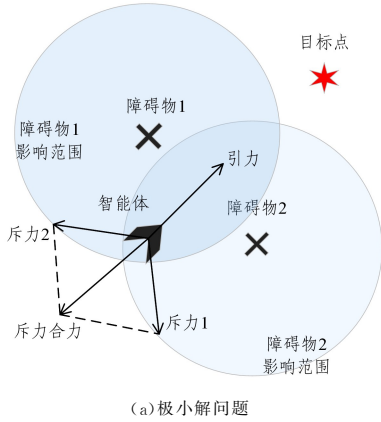 目标点
障碍物1
障碍物1
影响范围
引力
智能体
障碍物2
斥力2
斥力合力
斥力1
障碍物2
影响范围
(a)极小解问题